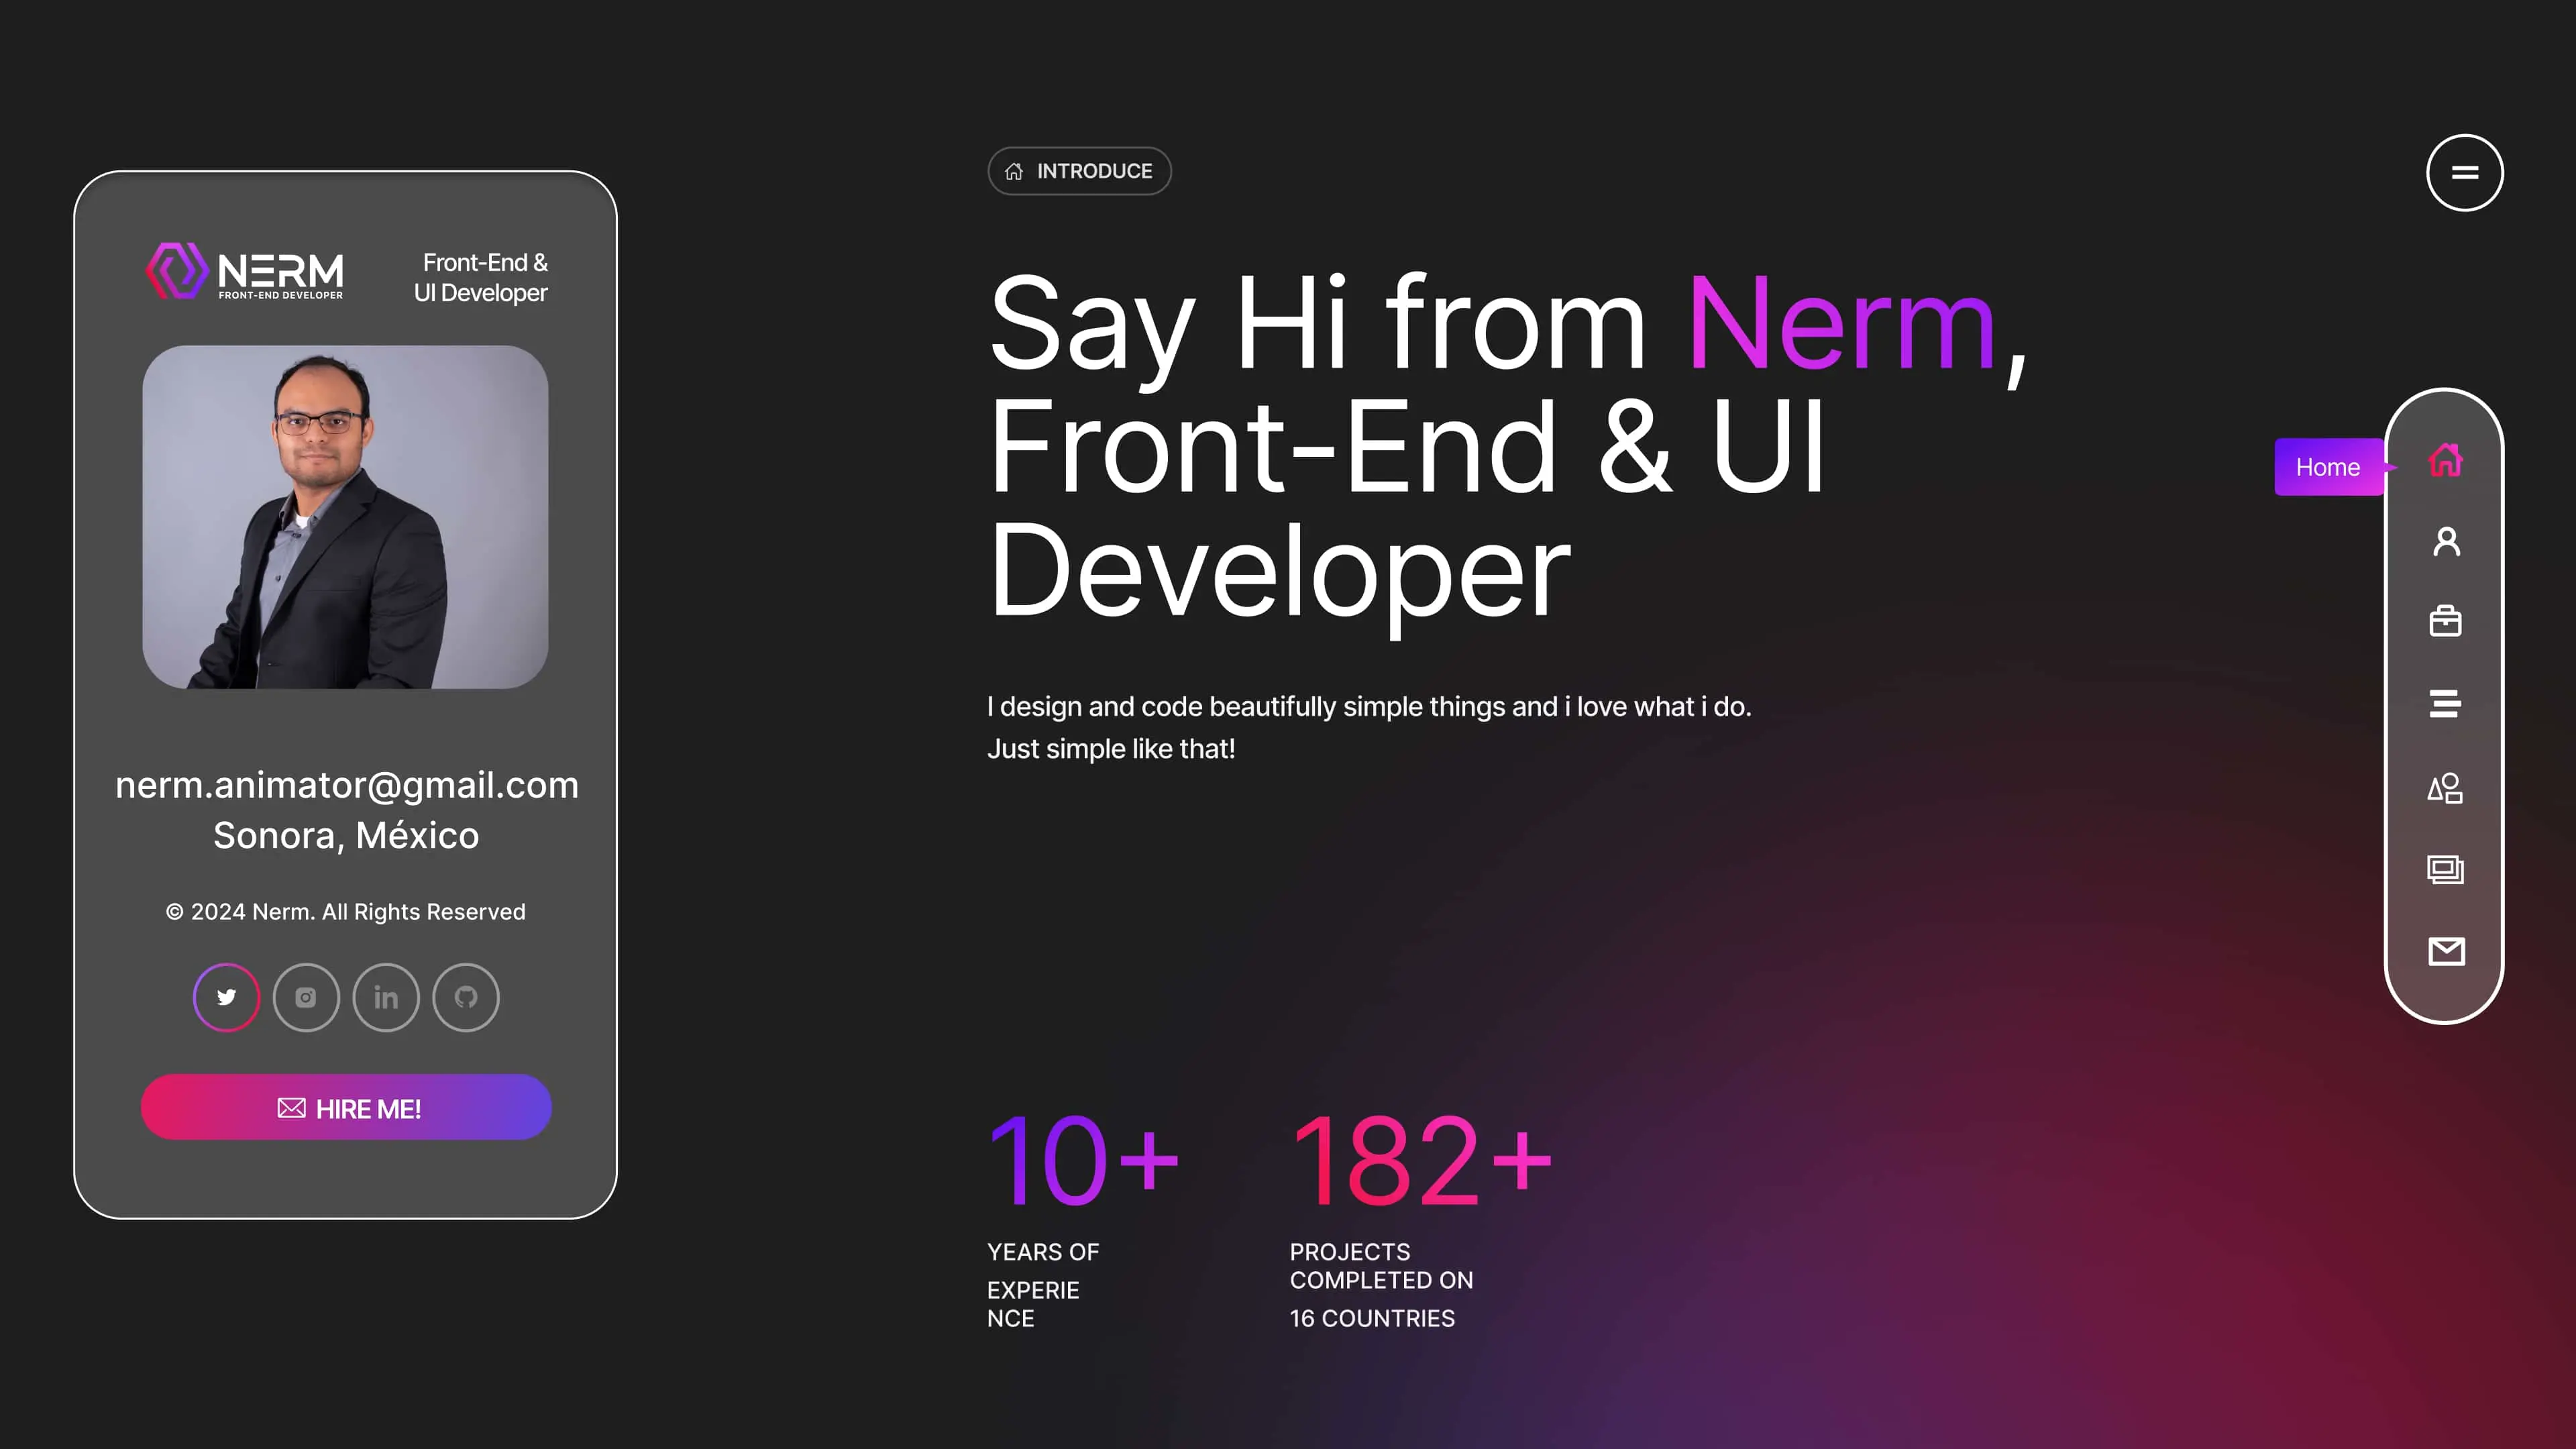 NERM
FRONT-END DEVELOPER
Front-End &
UI Developer
nerm.animator@gmail.com
Sonora, México
© 2024 Nerm. All Rights Reserved
in
HIRE ME!
INTRODUCE
Say Hi from Nerm,
Front-End & UI
Developer
I design and code beautifully simple things and i love what i do.
Just simple like that!
10+
YEARS OF
EXPERIE
NCE
182+
PROJECTS
COMPLETED ON
16 COUNTRIES
Home